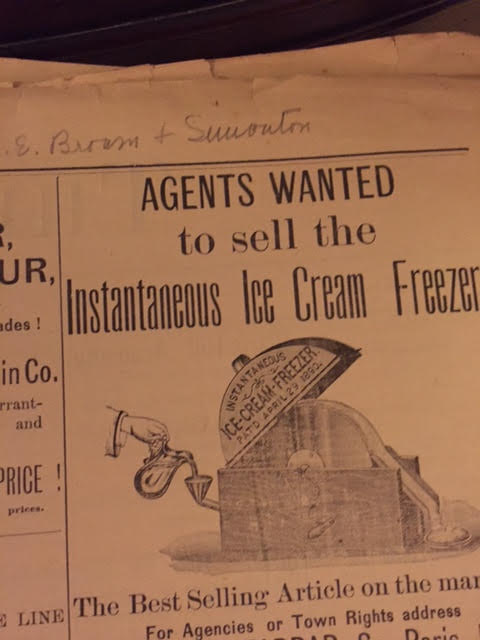 .E. Broam + Simonton
AGENTS WANTED
to sell the
Instantaneous Ice Cream Freezer
INSTANTANEOUS
ICE-CREAM-FREEZER.
PAT'D APRIL 29 1890.
The Best Selling Article on the mar
For Agencies or Town Rights address
R,
UR,
ades !
in Co.
rrant-
and
PRICE !
prices.
E LINE